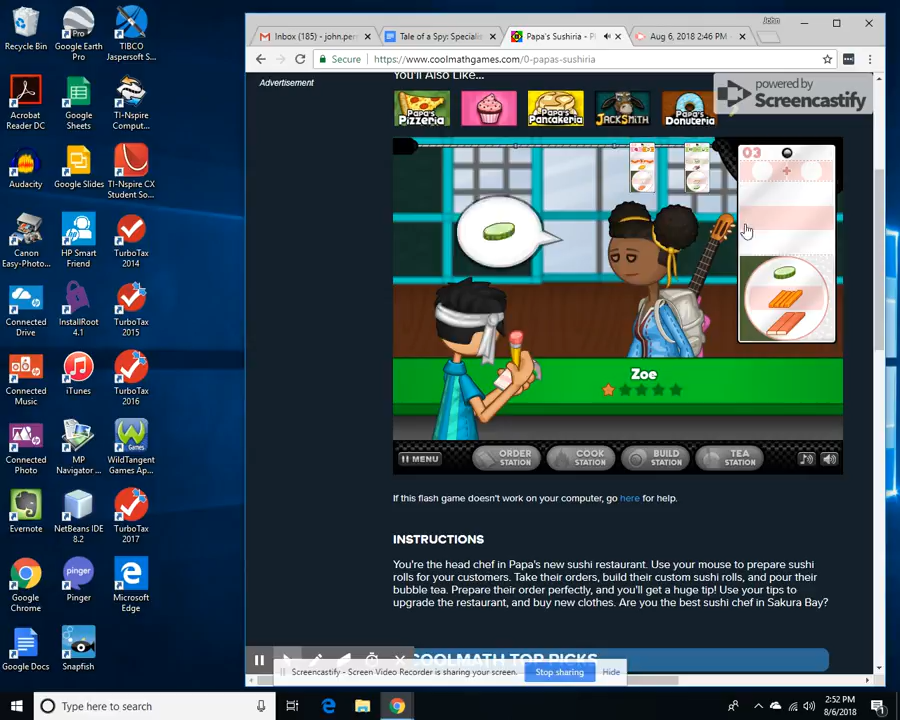 Recycle Bin
Google Earth Pro
TIBCO Jaspersoft S...
Acrobat Reader DC
Google Sheets
TI-Nspire Comput...
Audacity
Google Slides
TI-Nspire CX Student So...
Canon Easy-Photo...
HP Smart Friend
TurboTax 2014
Connected Drive
InstallRoot 4.1
TurboTax 2015
Connected Music
iTunes
TurboTax 2016
Connected Photo
MP Navigator ...
WildTangent Games Ap...
Evernote
NetBeans IDE 8.2
TurboTax 2017
Google Chrome
Pinger
Microsoft Edge
Google Docs
Snapfish
John
Inbox (185) - john.per
Tale of a Spy: Specialis
Papa's Sushiria - Pl
Aug 6, 2018 2:46 PM -
Secure
https://www.coolmathgames.com/0-papas-sushiria
Advertisement
You'll Also Like...
Papa's Pizzeria
Papa's Pancakeria
JackSmith
Papa's Donuteria
powered by
Screencastify
03
Zoe
MENU
ORDER STATION
COOK STATION
BUILD STATION
TEA STATION
If this flash game doesn't work on your computer, go here for help.
INSTRUCTIONS
You're the head chef in Papa's new sushi restaurant. Use your mouse to prepare sushi
rolls for your customers. Take their orders, build their custom sushi rolls, and pour their
bubble tea. Prepare their order perfectly, and you'll get a huge tip! Use your tips to
upgrade the restaurant, and buy new clothes. Are you the best sushi chef in Sakura Bay?
COOLMATH TOP PICKS
Screencastify - Screen Video Recorder is sharing your screen.
Stop sharing
Hide
Type here to search
2:52 PM
8/6/2018
1